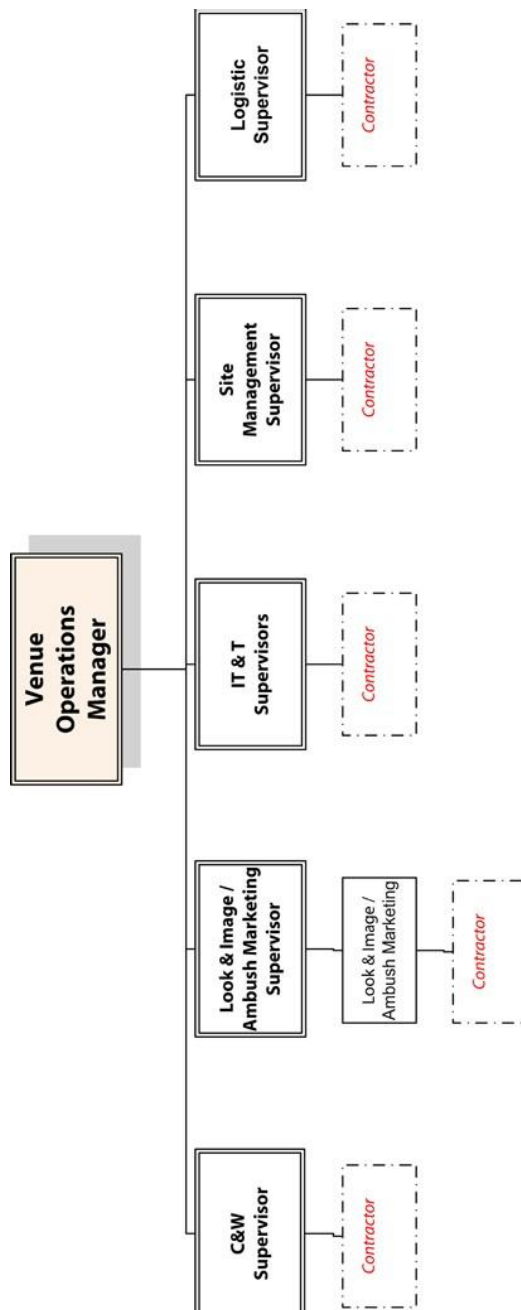 Venue
Operations
Manager
C&W
Supervisor
Look & Image /
Ambush Marketing
Supervisor
IT & T
Supervisors
Site
Management
Supervisor
Logistic
Supervisor
Contractor
Look & Image /
Ambush Marketing
Contractor
Contractor
Contractor
Contractor